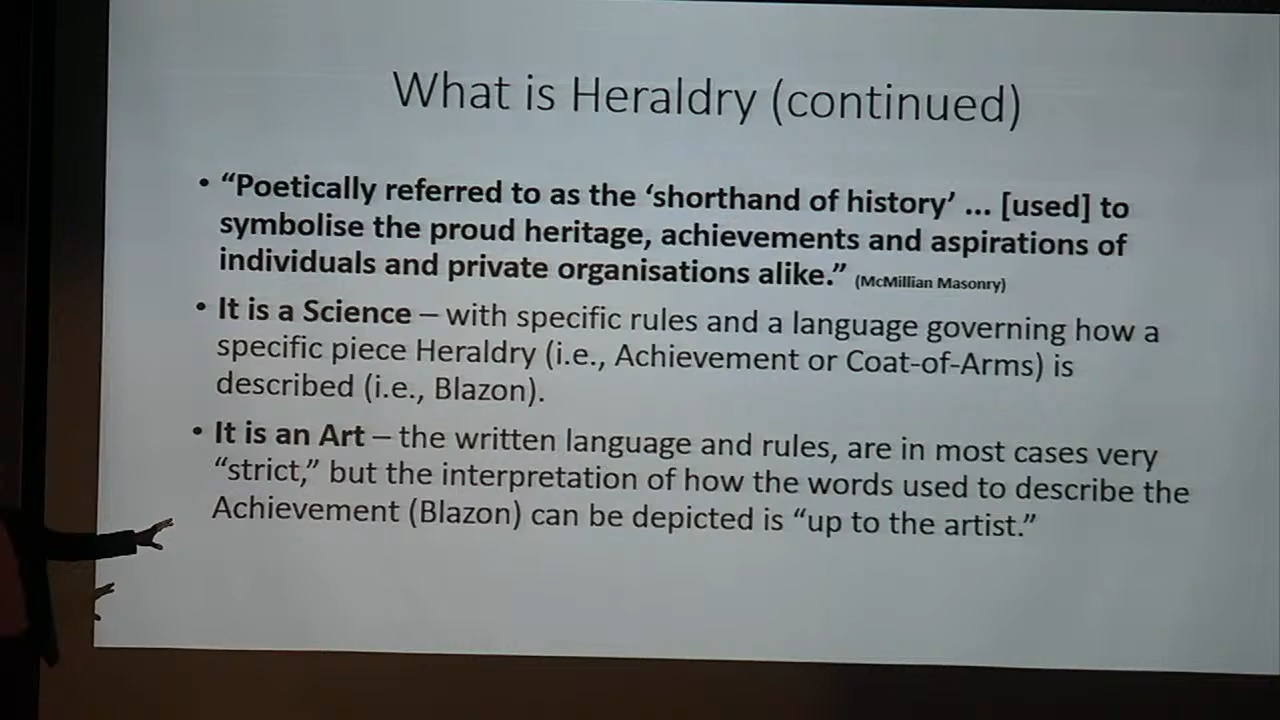 What is Heraldry (continued)
• “Poetically referred to as the ‘shorthand of history’ ... [used] to
symbolise the proud heritage, achievements and aspirations of
individuals and private organisations alike.” (McMillian Masonry)
• It is a Science – with specific rules and a language governing how a
specific piece Heraldry (i.e., Achievement or Coat-of-Arms) is
described (i.e., Blazon).
• It is an Art – the written language and rules, are in most cases very
“strict,” but the interpretation of how the words used to describe the
Achievement (Blazon) can be depicted is “up to the artist.”